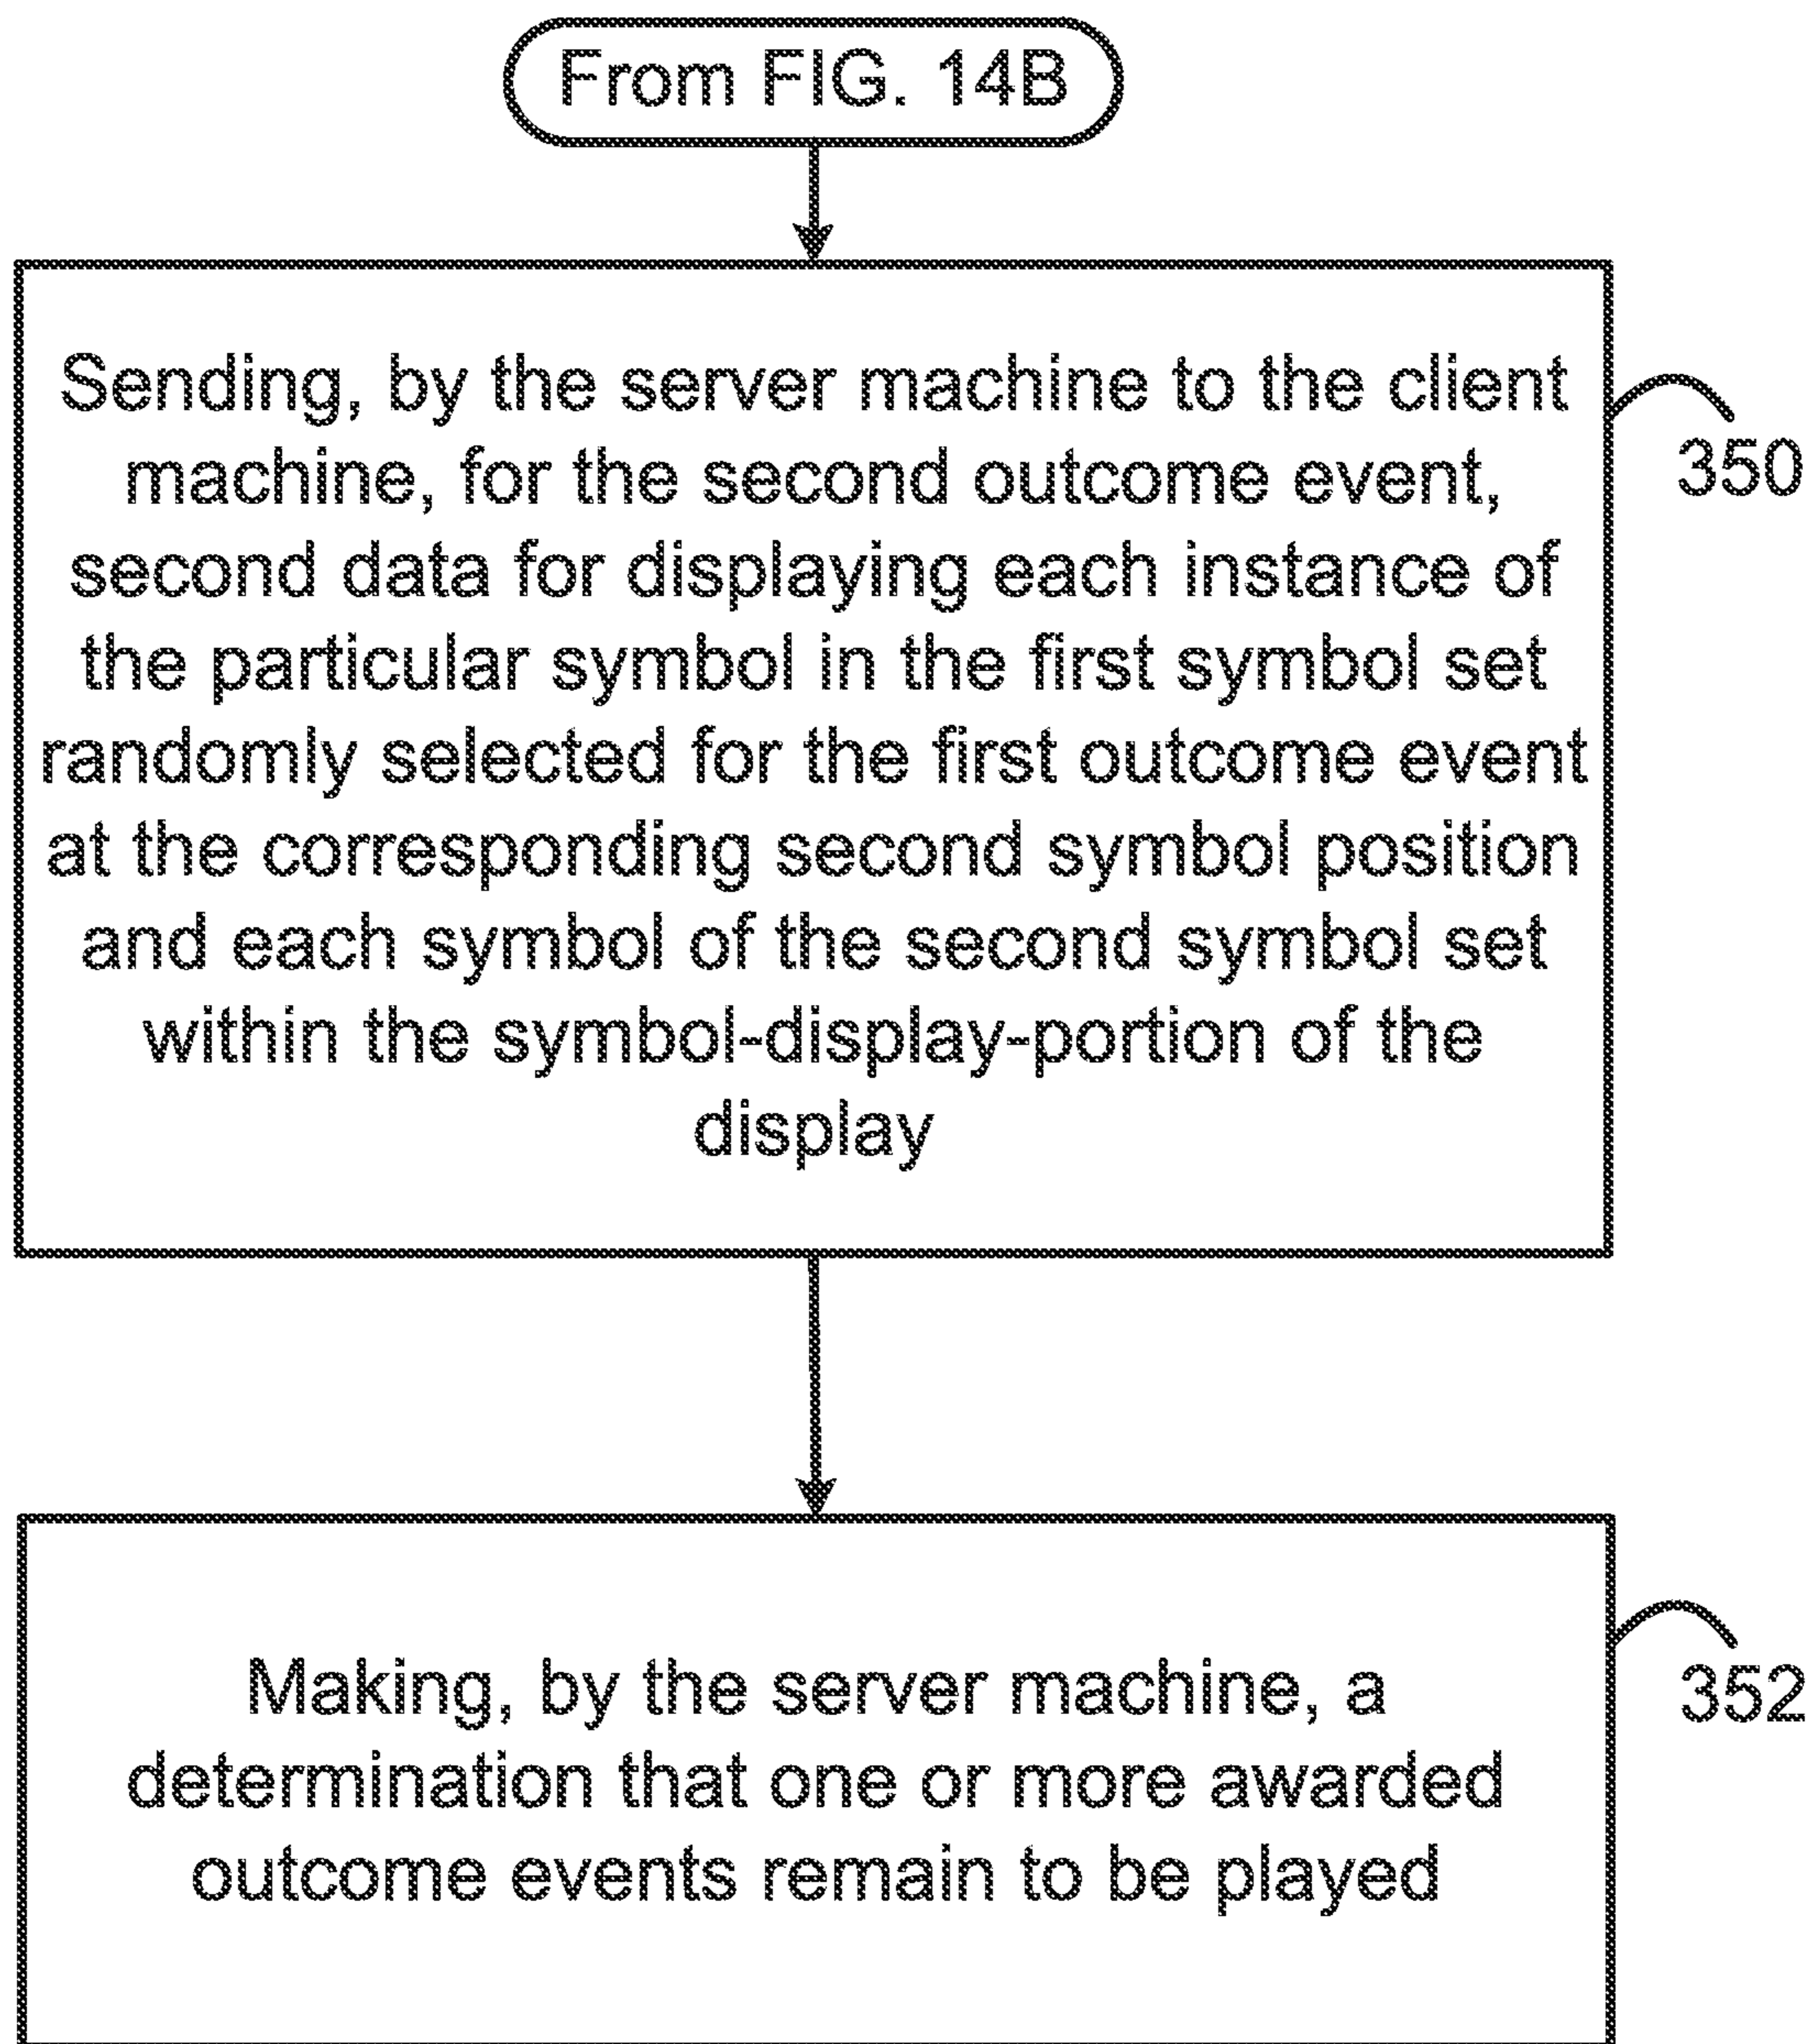 From FIG. 14B
Sending, by the server machine to the client
machine, for the second outcome event,
second data for displaying each instance of
the particular symbol in the first symbol set
randomly selected for the first outcome event
at the corresponding second symbol position
and each symbol of the second symbol set
within the symbol-display-portion of the
display
350
Making, by the server machine, a
determination that one or more awarded
outcome events remain to be played
352